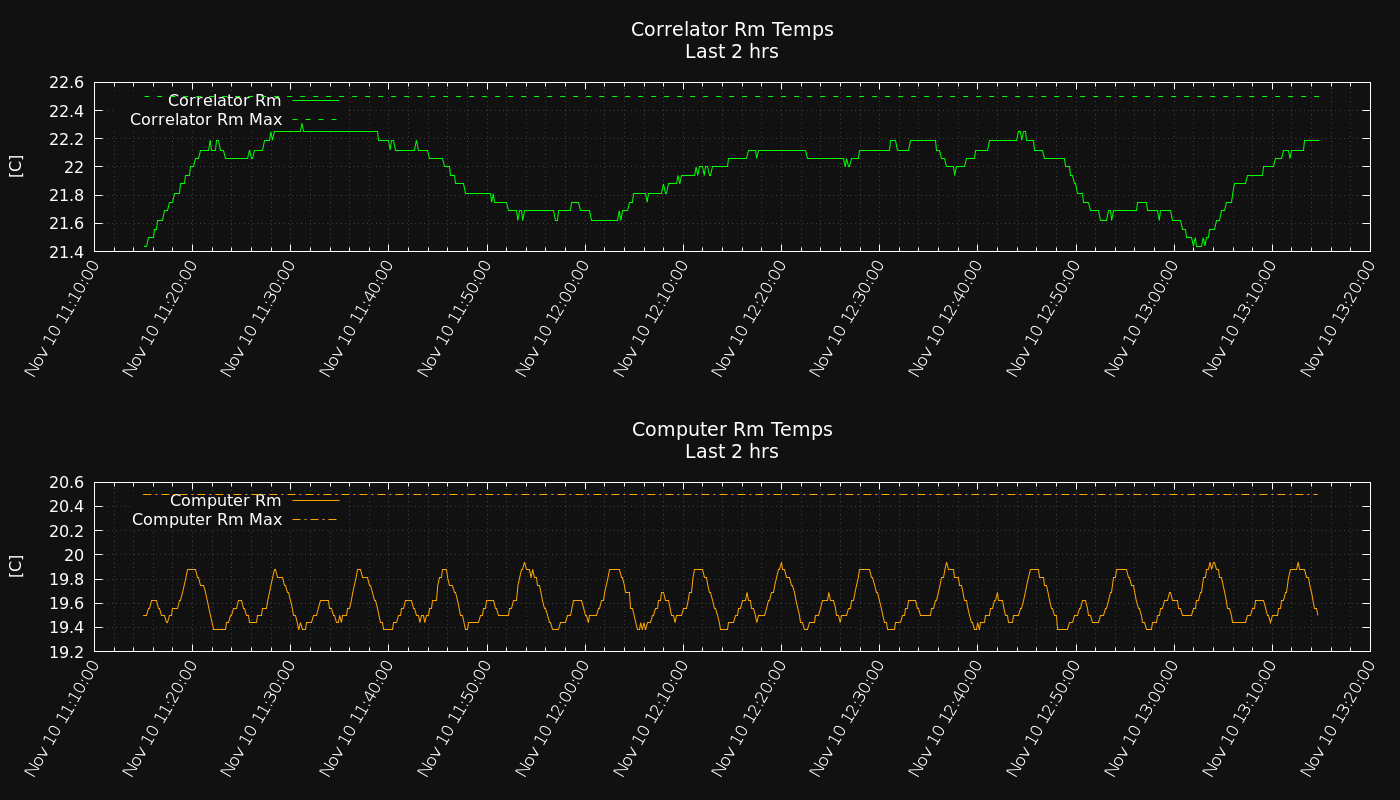 Correlator Rm Temps
Last 2 hrs
22.6
22.4
22.2
22
21.8
21.6
21.4
[C]
Correlator Rm
Correlator Rm Max
Nov 10 11:10:00
Nov 10 11:20:00
Nov 10 11:30:00
Nov 10 11:40:00
Nov 10 11:50:00
Nov 10 12:00:00
Nov 10 12:10:00
Nov 10 12:20:00
Nov 10 12:30:00
Nov 10 12:40:00
Nov 10 12:50:00
Nov 10 13:00:00
Nov 10 13:10:00
Nov 10 13:20:00
Computer Rm Temps
Last 2 hrs
20.6
20.4
20.2
20
19.8
19.6
19.4
19.2
[C]
Computer Rm
Computer Rm Max
Nov 10 11:10:00
Nov 10 11:20:00
Nov 10 11:30:00
Nov 10 11:40:00
Nov 10 11:50:00
Nov 10 12:00:00
Nov 10 12:10:00
Nov 10 12:20:00
Nov 10 12:30:00
Nov 10 12:40:00
Nov 10 12:50:00
Nov 10 13:00:00
Nov 10 13:10:00
Nov 10 13:20:00